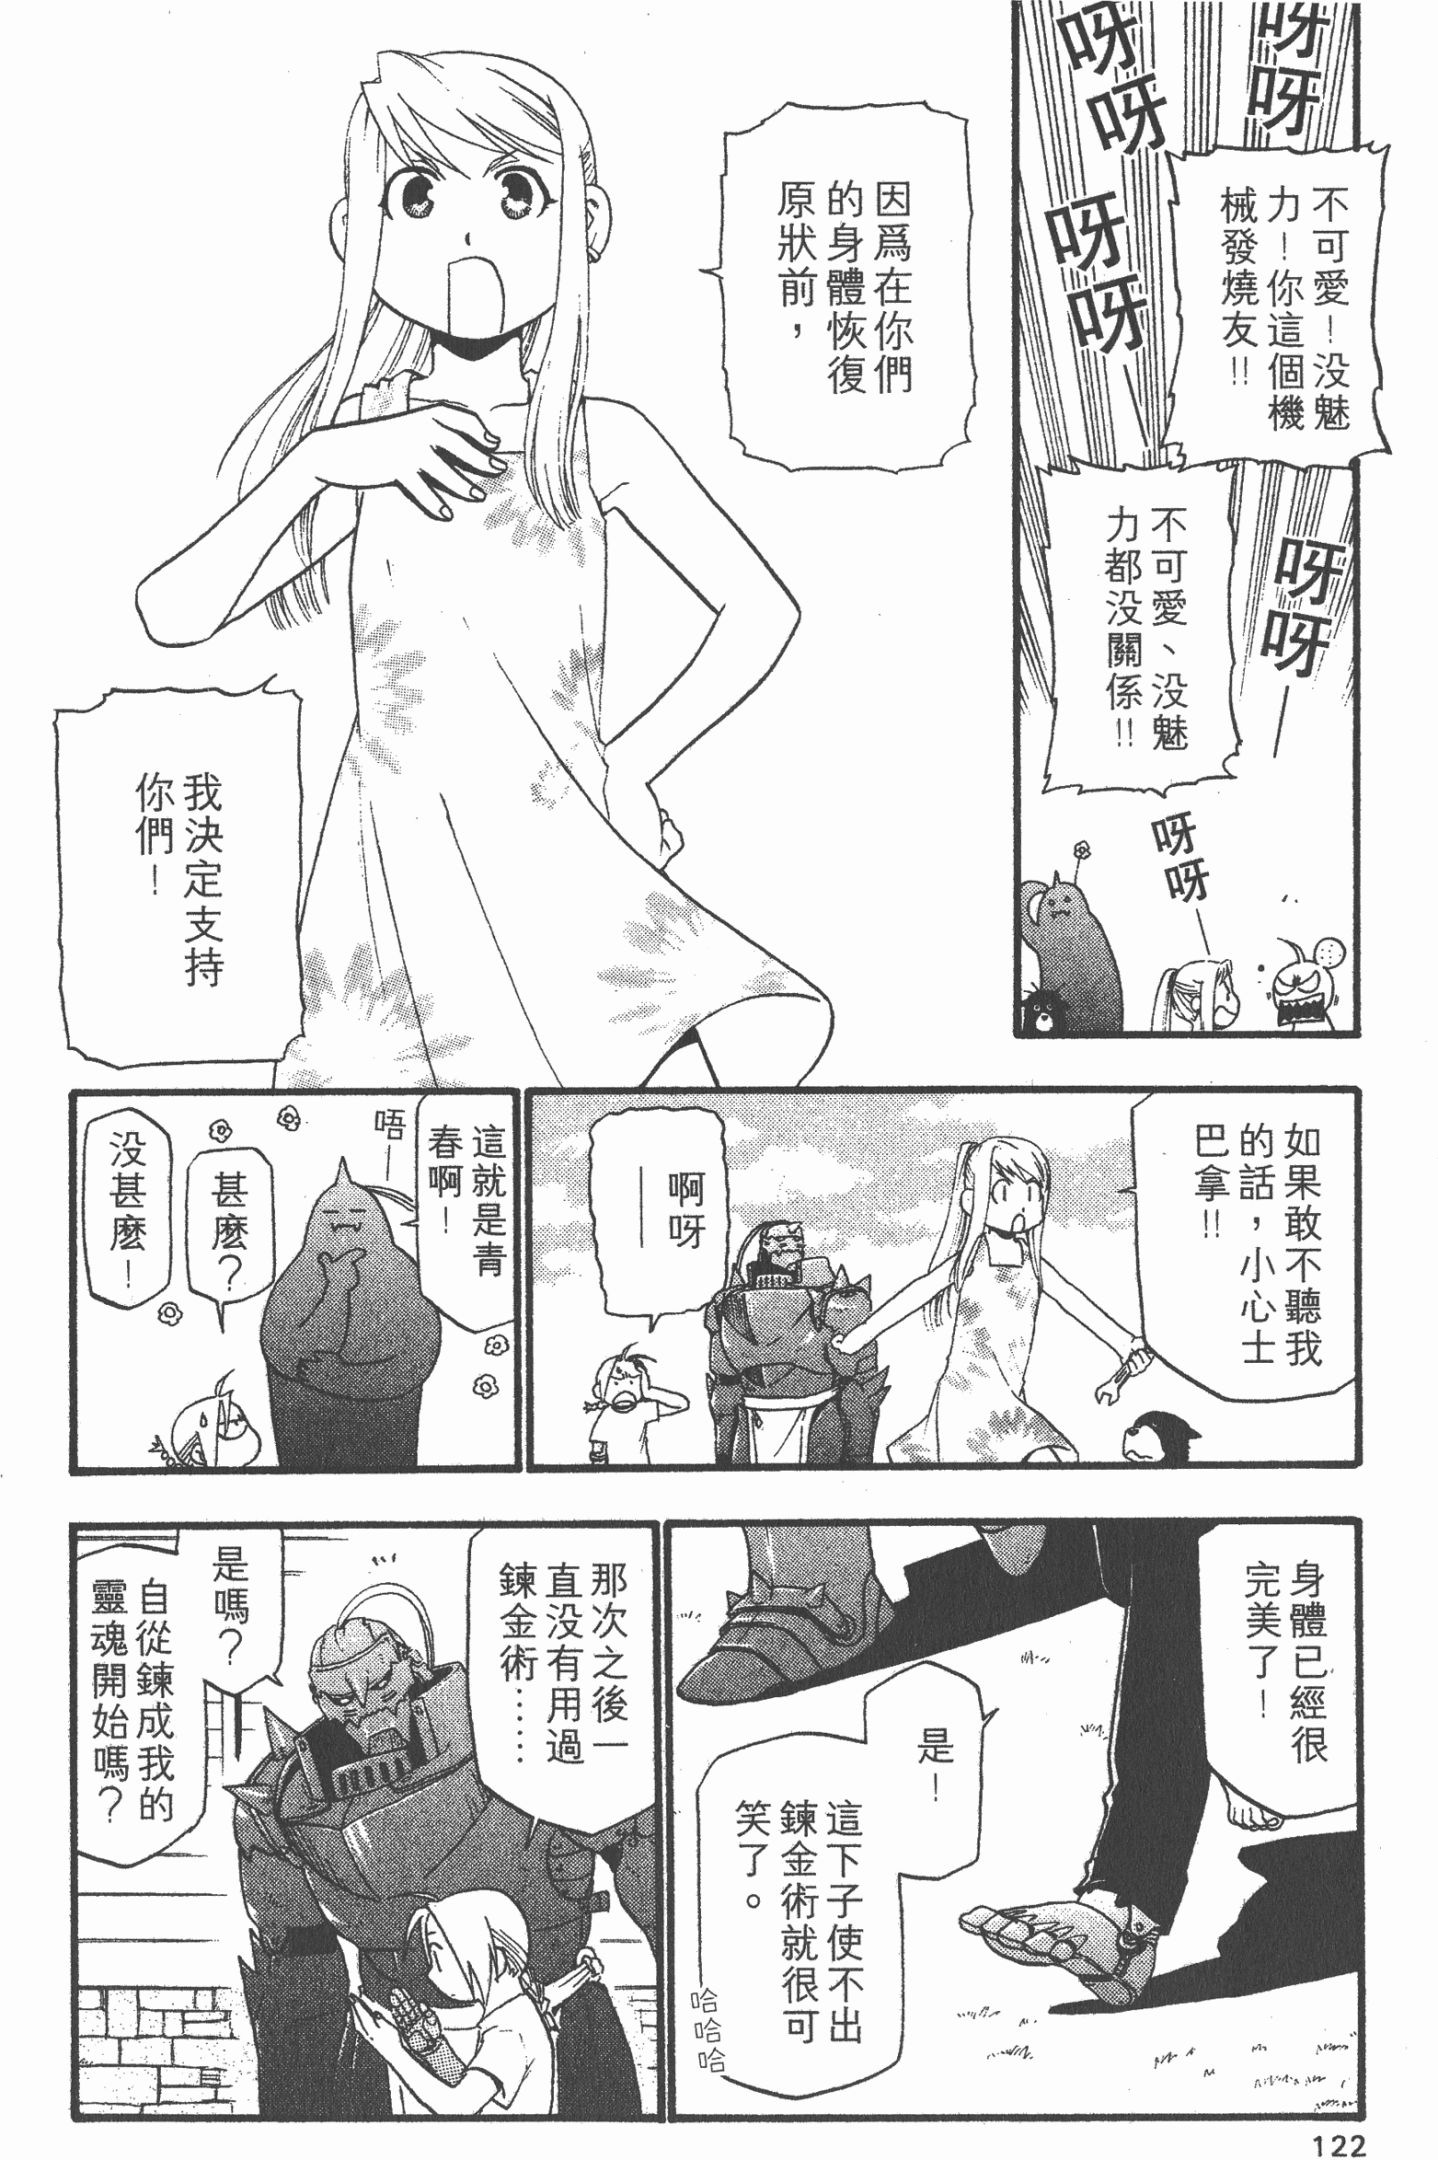 呀呀
呀呀
呀呀
不可愛!没魅
力!你這個機
械發燒友!!
呀呀
不可愛、没魅
力都没關係!!
呀呀
因爲在你們
的身體恢復
原狀前,
我決定支持
你們!
如果敢不聽我
的話,小心士
巴拿!!
啊呀
這就是青
春啊!
唔
甚麼?
没甚麼!
身體已經很
完美了!
是!
這下子使不出
鍊金術就很可
笑了。
哈哈哈
那次之後一
直没有用過
鍊金術……
是嗎?
自從鍊成我的
靈魂開始嗎?
122